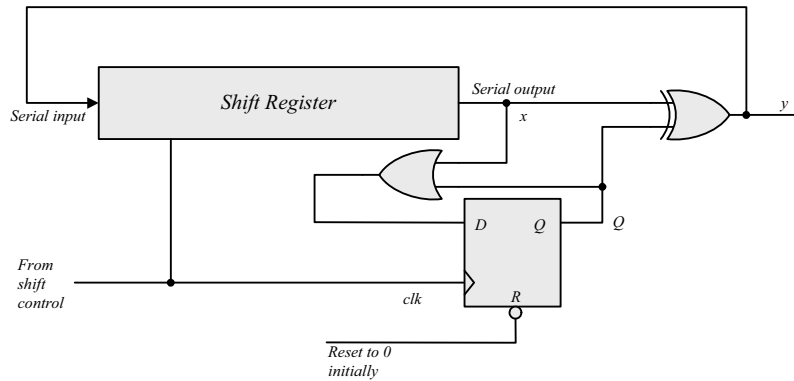 Serial output
Shift Register
y
Serial input
x
D
Q
Q
From
shift
control
clk
R
Reset to 0
initially